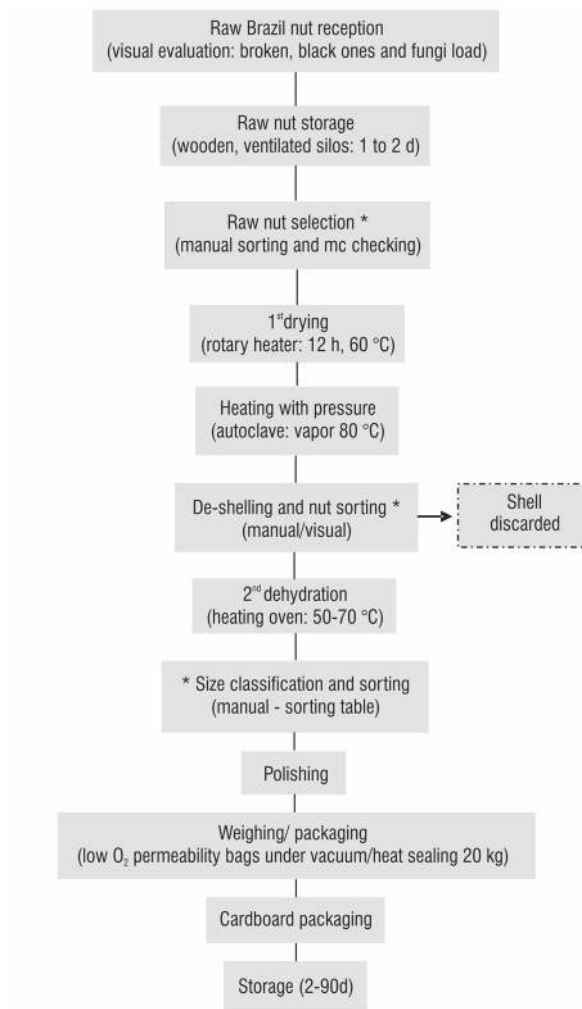 Raw Brazil nut reception
(visual evaluation: broken, black ones and fungi load)
Raw nut storage
(wooden, ventilated silos: 1 to 2 d)
Raw nut selection *
(manual sorting and mc checking)
1ˢᵗdrying
(rotary heater: 12 h, 60 °C)
Heating with pressure
(autoclave: vapor 80 °C)
De-shelling and nut sorting *
(manual/visual)
Shell
discarded
2ⁿᵈ dehydration
(heating oven: 50-70 °C)
* Size classification and sorting
(manual - sorting table)
Polishing
Weighing/ packaging
(low O₂ permeability bags under vacuum/heat sealing 20 kg)
Cardboard packaging
Storage (2-90d)